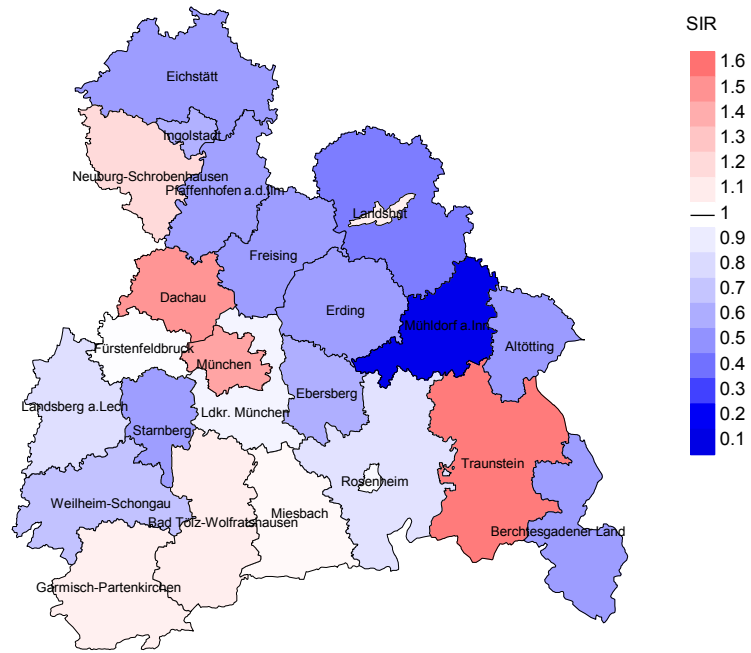 SIR
1.6
1.5
1.4
1.3
1.2
1.1
1
0.9
0.8
0.7
0.6
0.5
0.4
0.3
0.2
0.1
Eichstätt
Ingolstadt
Neuburg-Schrobenhausen
Pfaffenhofen a.d.Ilm
Landshut
Freising
Dachau
Erding
Mühldorf a.Inn
Altötting
Fürstenfeldbruck
München
Ebersberg
Landsberg a.Lech
Ldkr. München
Starnberg
Traunstein
Rosenheim
Weilheim-Schongau
Miesbach
Bad Tölz-Wolfratshausen
Berchtesgadener Land
Garmisch-Partenkirchen